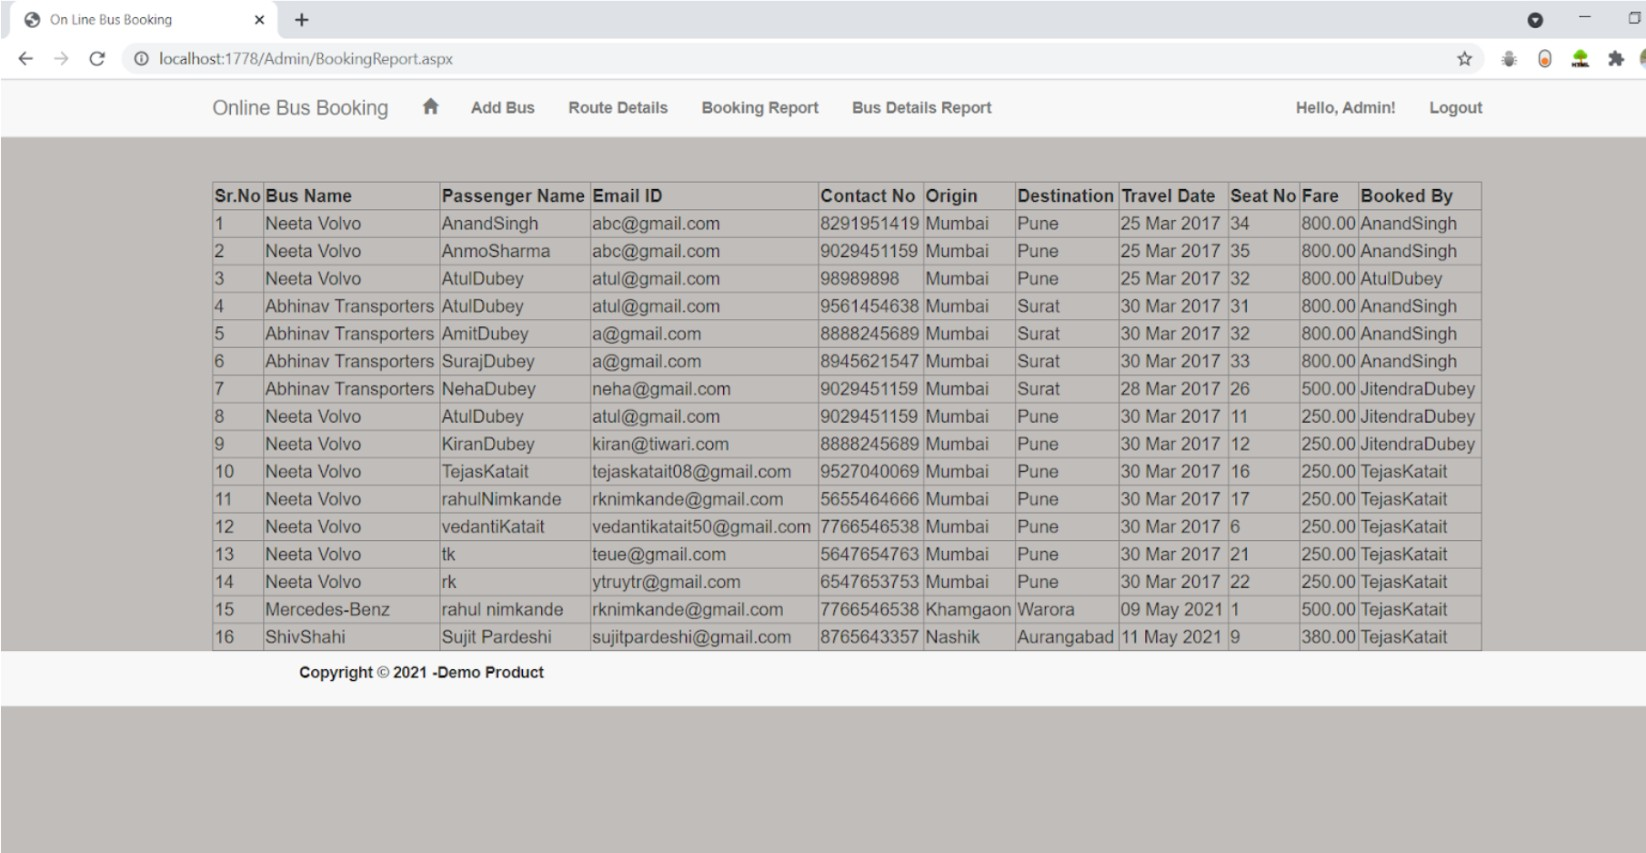 On Line Bus Booking
localhost:1778/Admin/BookingReport.aspx
Online Bus Booking Add Bus Route Details Booking Report Bus Details Report Hello, Admin! Logout
Sr.No Bus Name Passenger Name Email ID Contact No Origin Destination Travel Date Seat No Fare Booked By
1 Neeta Volvo AnandSingh abc@gmail.com 8291951419 Mumbai Pune 25 Mar 2017 34 800.00 AnandSingh
2 Neeta Volvo AnmoSharma abc@gmail.com 9029451159 Mumbai Pune 25 Mar 2017 35 800.00 AnandSingh
3 Neeta Volvo AtulDubey atul@gmail.com 98989898 Mumbai Pune 25 Mar 2017 32 800.00 AtulDubey
4 Abhinav Transporters AtulDubey atul@gmail.com 9561454638 Mumbai Surat 30 Mar 2017 31 800.00 AnandSingh
5 Abhinav Transporters AmitDubey a@gmail.com 8888245689 Mumbai Surat 30 Mar 2017 32 800.00 AnandSingh
6 Abhinav Transporters SurajDubey a@gmail.com 8945621547 Mumbai Surat 30 Mar 2017 33 800.00 AnandSingh
7 Abhinav Transporters NehaDubey neha@gmail.com 9029451159 Mumbai Surat 28 Mar 2017 26 500.00 JitendraDubey
8 Neeta Volvo AtulDubey atul@gmail.com 9029451159 Mumbai Pune 30 Mar 2017 11 250.00 JitendraDubey
9 Neeta Volvo KiranDubey kiran@tiwari.com 8888245689 Mumbai Pune 30 Mar 2017 12 250.00 JitendraDubey
10 Neeta Volvo TejasKatait tejaskatait08@gmail.com 9527040069 Mumbai Pune 30 Mar 2017 16 250.00 TejasKatait
11 Neeta Volvo rahulNimkande rknimkande@gmail.com 5655464666 Mumbai Pune 30 Mar 2017 17 250.00 TejasKatait
12 Neeta Volvo vedantiKatait vedantikatait50@gmail.com 7766546538 Mumbai Pune 30 Mar 2017 6 250.00 TejasKatait
13 Neeta Volvo tk teue@gmail.com 5647654763 Mumbai Pune 30 Mar 2017 21 250.00 TejasKatait
14 Neeta Volvo rk ytruytr@gmail.com 6547653753 Mumbai Pune 30 Mar 2017 22 250.00 TejasKatait
15 Mercedes-Benz rahul nimkande rknimkande@gmail.com 7766546538 Khamgaon Warora 09 May 2021 1 500.00 TejasKatait
16 ShivShahi Sujit Pardeshi sujitpardeshi@gmail.com 8765643357 Nashik Aurangabad 11 May 2021 9 380.00 TejasKatait
Copyright © 2021 -Demo Product